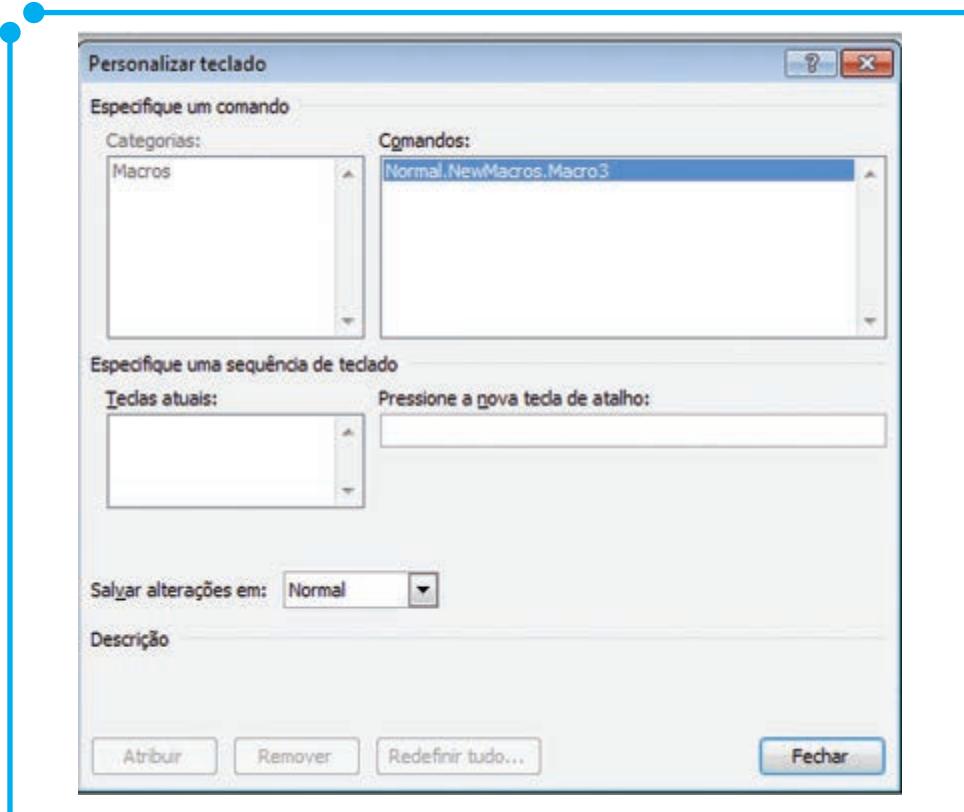 Personalizar teclado
Especifique um comando
Categorias: Comandos:
Macros Normal.NewMacros.Macro3
Especifique uma sequência de teclado
Teclas atuais: Pressione a nova tecla de atalho:
Salvar alterações em: Normal
Descrição
Atribuir Remover Redefinir tudo... Fechar